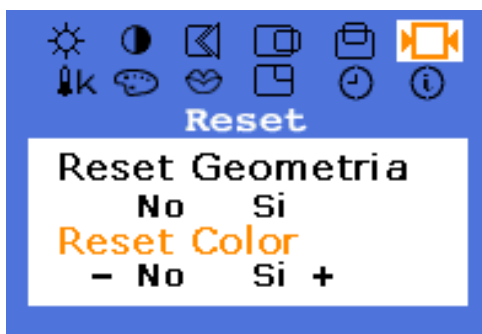 k
Reset
Reset Geometria
No Si
Reset Color
- No Si +